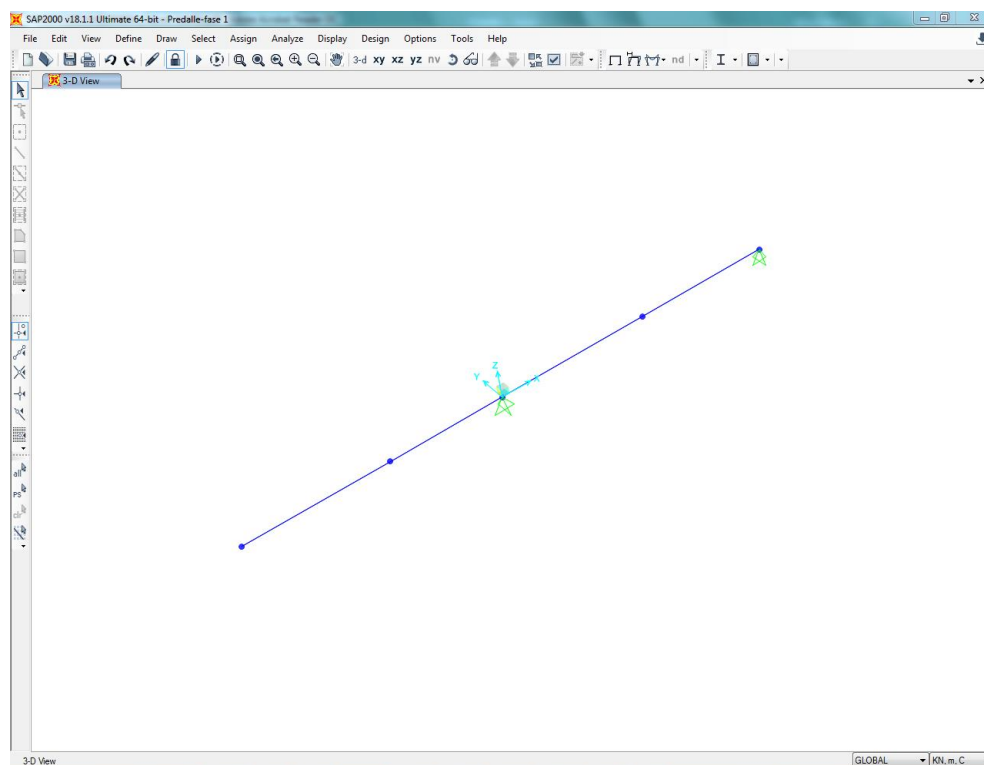 SAP2000 v18.1.1 Ultimate 64-bit - Predalle-fase 1
File Edit View Define Draw Select Assign Analyze Display Design Options Tools Help
3-d xy xz yz nv nd
3-D View
Z
Y
X
all
PS
clr
3-D View GLOBAL KN, m, C